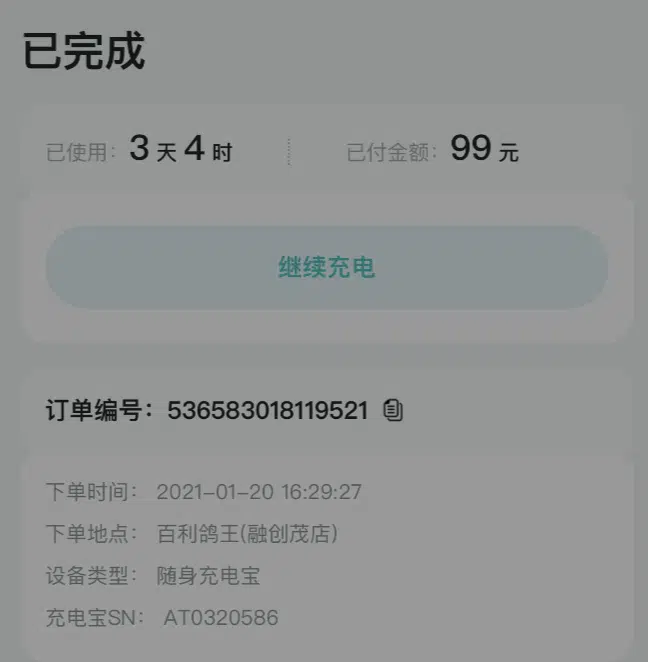 已完成
已使用： 3 天 4 时 已付金额： 99 元
继续充电
订单编号： 536583018119521
下单时间： 2021-01-20 16:29:27
下单地点： 百利鸽王(融创茂店)
设备类型： 随身充电宝
充电宝SN： AT0320586